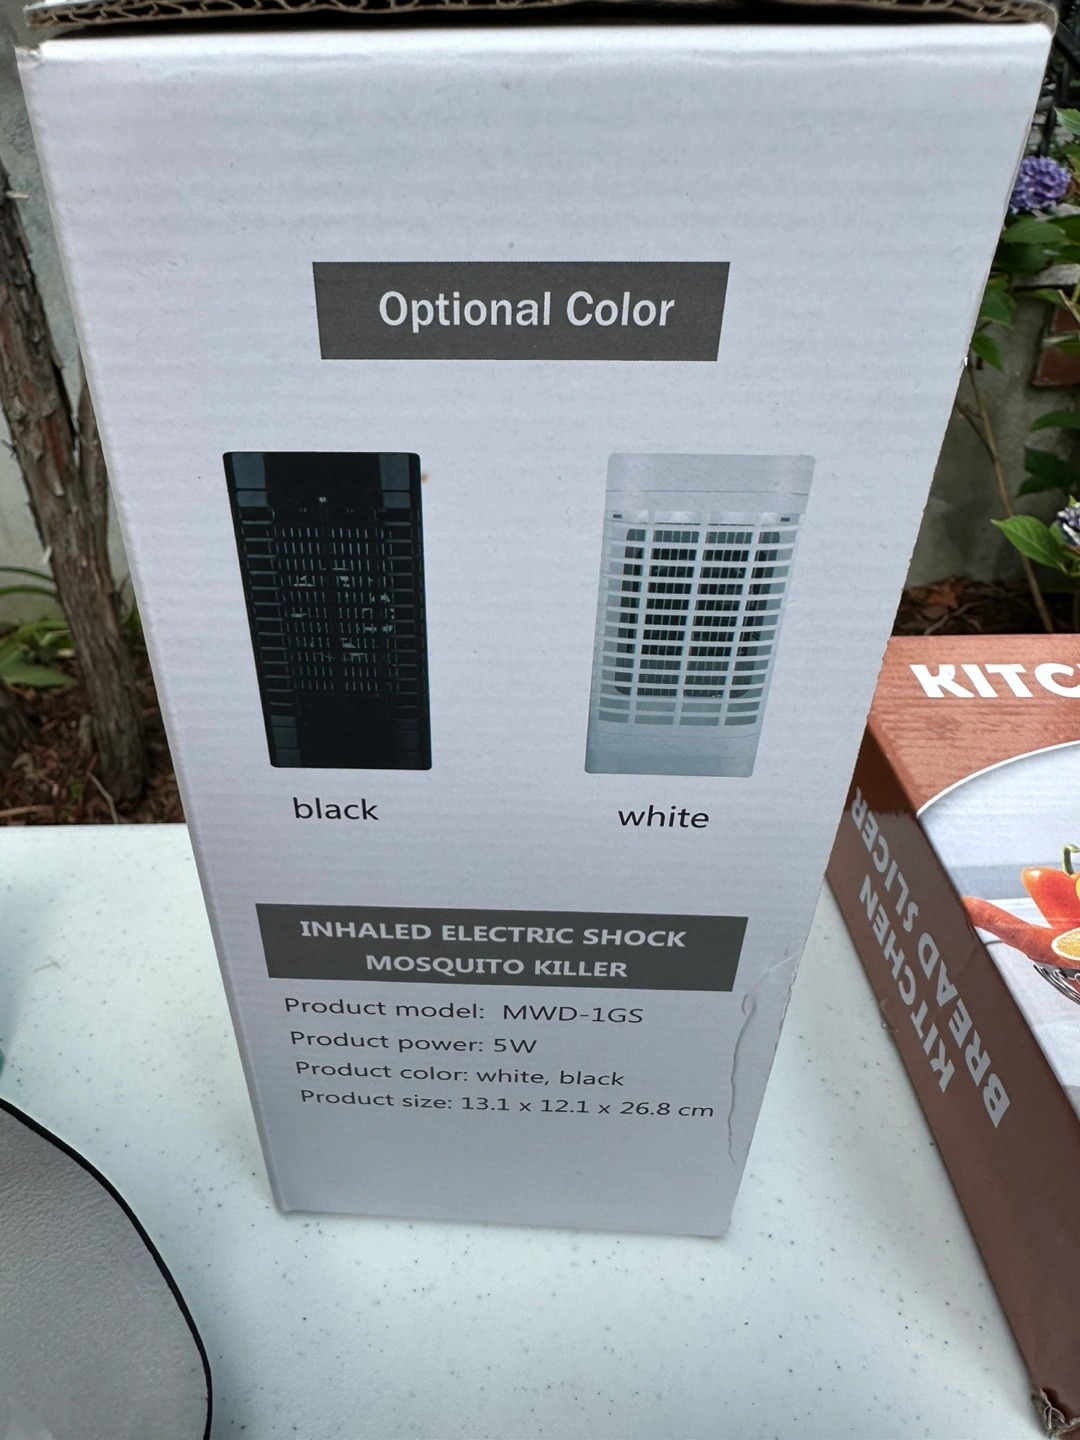 Optional Color
black
white
INHALED ELECTRIC SHOCK
MOSQUITO KILLER
Product model: MWD-1GS
Product power: 5W
Product color: white, black
Product size: 13.1 x 12.1 x 26.8 cm
KITC
KITCHEN
BREAD SLICER